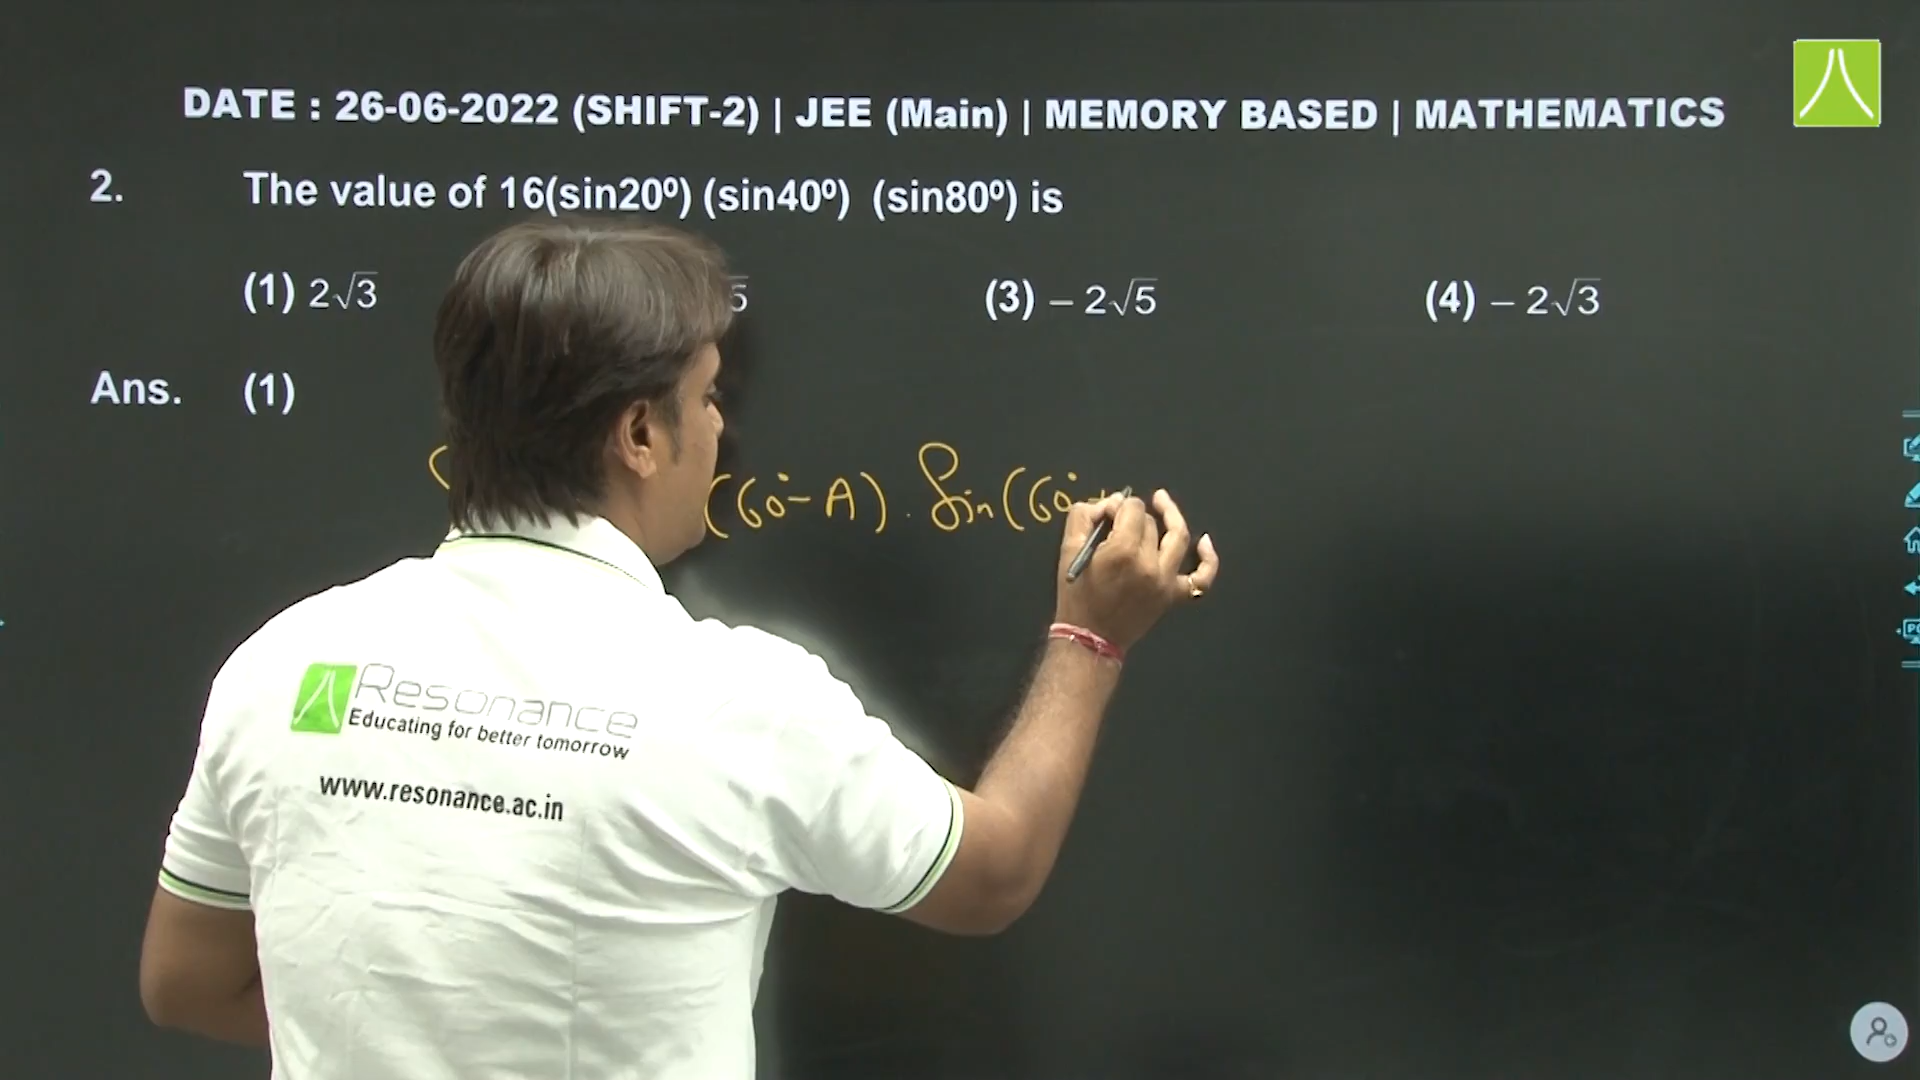 DATE : 26-06-2022 (SHIFT-2) | JEE (Main) | MEMORY BASED | MATHEMATICS
2. The value of 16(sin20⁰) (sin40⁰) (sin80⁰) is
(1) 2√3 5 (3) – 2√5 (4) – 2√3
Ans. (1)
(60°-A) . Sin(60°+
Resonance
Educating for better tomorrow
www.resonance.ac.in